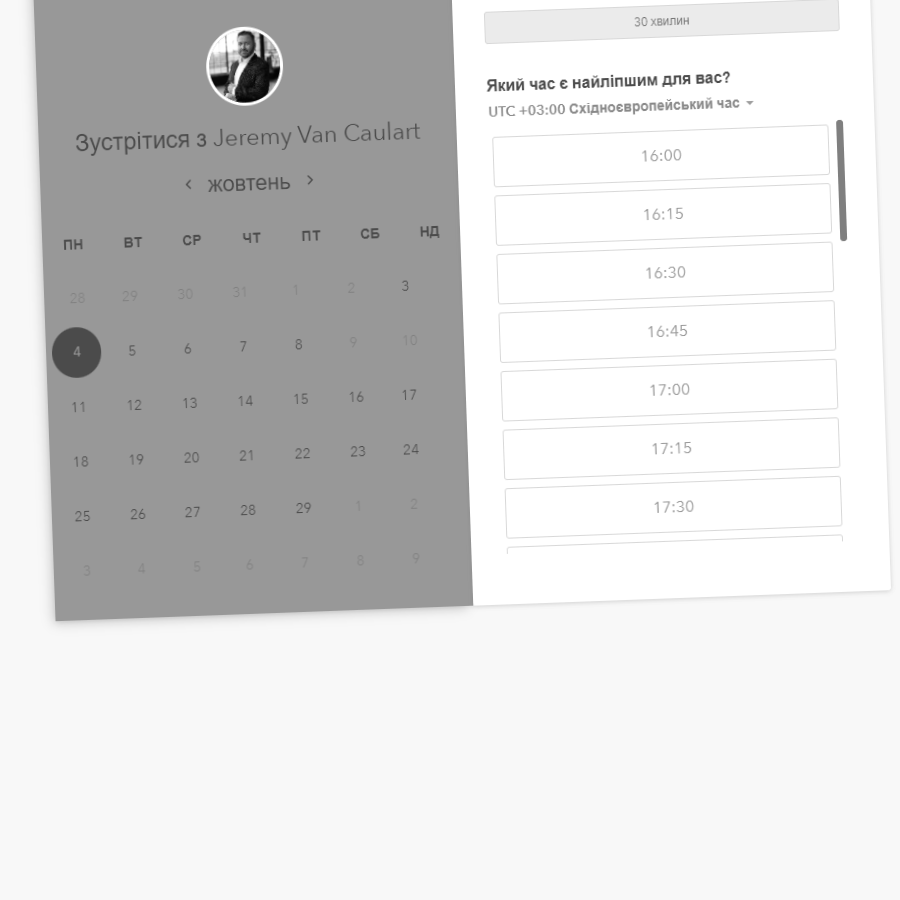 Зустрітися з Jeremy Van Caulart
жовтень
ПН ВТ СР ЧТ ПТ СБ НД
28 29 30 31 1 2 3
4 5 6 7 8 9 10
11 12 13 14 15 16 17
18 19 20 21 22 23 24
25 26 27 28 29 1 2
3 4 5 6 7 8 9
30 хвилин
Який час є найліпшим для вас?
UTC +03:00 Східноєвропейський час
16:00
16:15
16:30
16:45
17:00
17:15
17:30